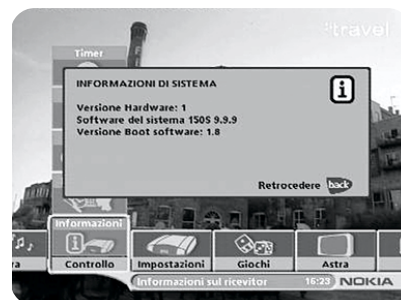 travel
Timer
INFORMAZIONI DI SISTEMA
i
Versione Hardware: 1
Software del sistema 150S 9.9.9
Versione Boot software: 1.8
Retrocedere back
Informazioni
Controllo Impostazioni Giochi Astra
Informazioni sul ricevitor 16:23 NOKIA